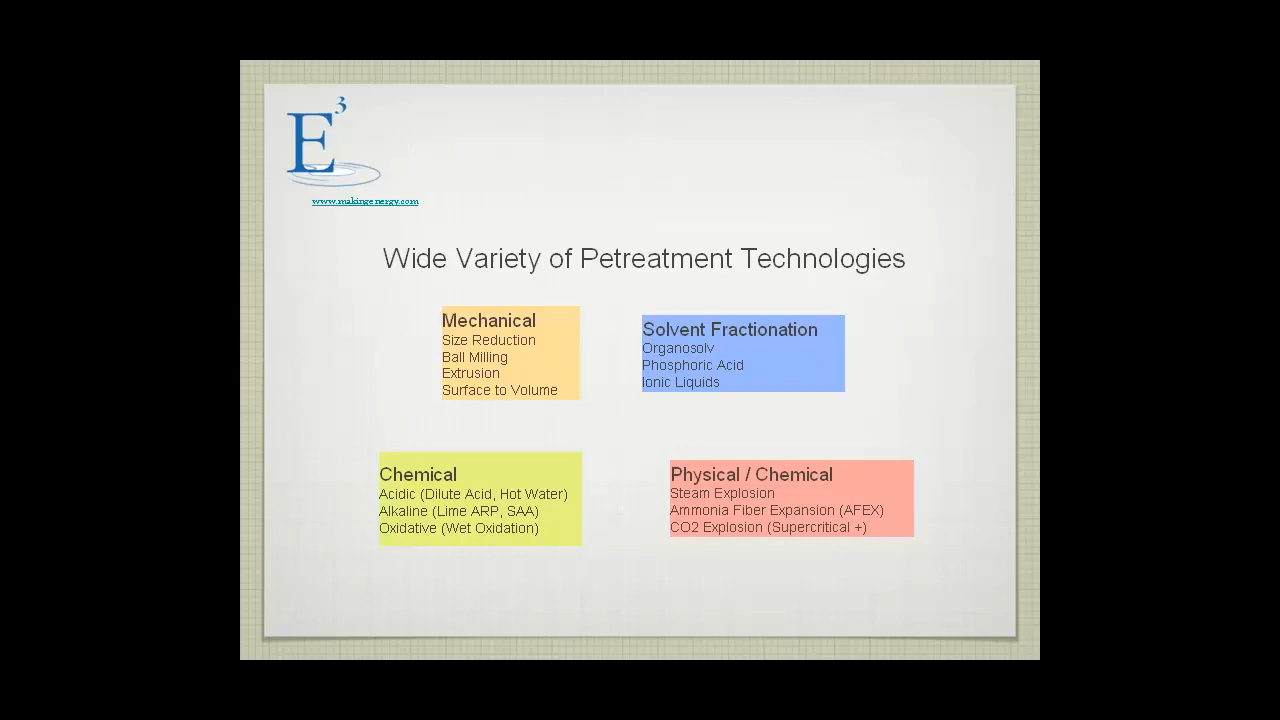 E3
www.makingenergy.com
Wide Variety of Petreatment Technologies
Mechanical
Size Reduction
Ball Milling
Extrusion
Surface to Volume
Solvent Fractionation
Organosolv
Phosphoric Acid
Ionic Liquids
Chemical
Acidic (Dilute Acid, Hot Water)
Alkaline (Lime ARP, SAA)
Oxidative (Wet Oxidation)
Physical / Chemical
Steam Explosion
Ammonia Fiber Expansion (AFEX)
CO2 Explosion (Supercritical +)